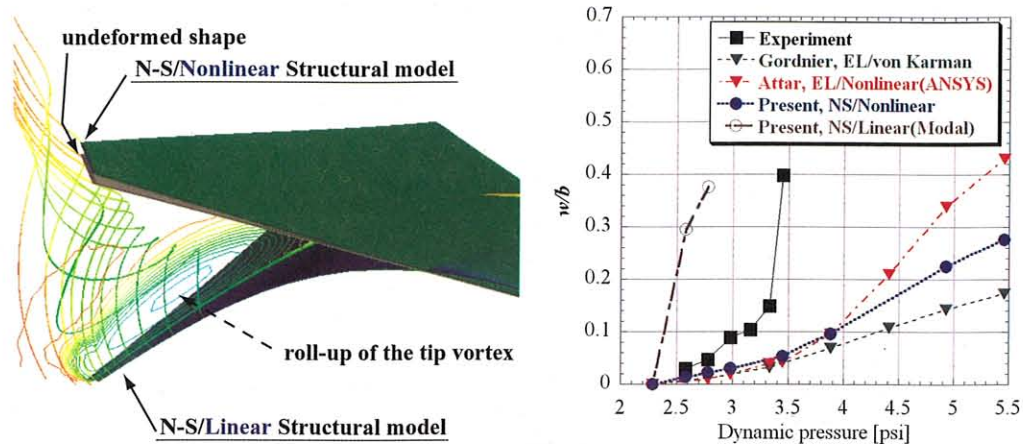 undeformed shape
N-S/Nonlinear Structural model
roll-up of the tip vortex
N-S/Linear Structural model
0.7
0.6
0.5
0.4
0.3
0.2
0.1
0
w/b
Experiment
Gordnier, EL/von Karman
Attar, EL/Nonlinear(ANSYS)
Present, NS/Nonlinear
Present, NS/Linear(Modal)
2 2.5 3 3.5 4 4.5 5 5.5
Dynamic pressure [psi]